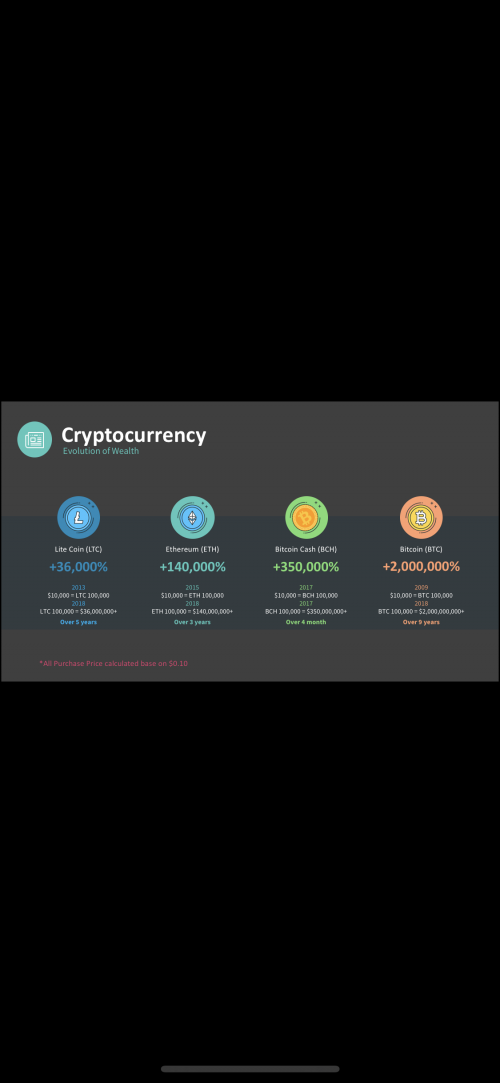 Cryptocurrency
Evolution of Wealth
Lite Coin (LTC)
+36,000%
2013
$10,000 = LTC 100,000
2018
LTC 100,000 = $36,000,000+
Over 5 years
Ethereum (ETH)
+140,000%
2015
$10,000 = ETH 100,000
2018
ETH 100,000 = $140,000,000+
Over 3 years
Bitcoin Cash (BCH)
+350,000%
2017
$10,000 = BCH 100,000
2017
BCH 100,000 = $350,000,000+
Over 4 month
Bitcoin (BTC)
+2,000,000%
2009
$10,000 = BTC 100,000
2018
BTC 100,000 = $2,000,000,000+
Over 9 years
*All Purchase Price calculated base on $0.10